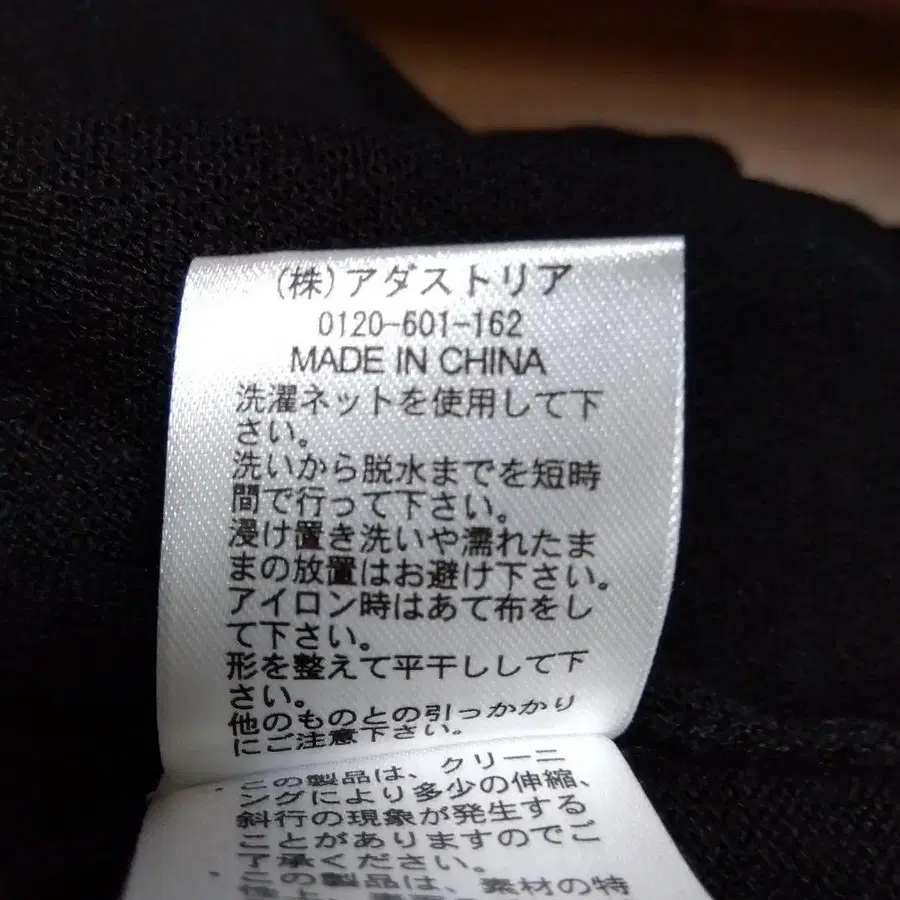 (株)アダストリア
0120-601-162
MADE IN CHINA
洗濯ネットを使用して下
さい。
洗いから脱水までを短時
間で行って下さい。
浸け置き洗いや濡れたま
まの放置はお避け下さい。
アイロン時はあて布をし
て下さい。
形を整えて平干しして下
さい。
他のものとの引っかかり
にご注意下さい。
・この製品は、クリーニ
ングにより多少の伸縮、
斜行の現象が発生する
ことがありますのでご
了承ください。
・この製品は、素材の特